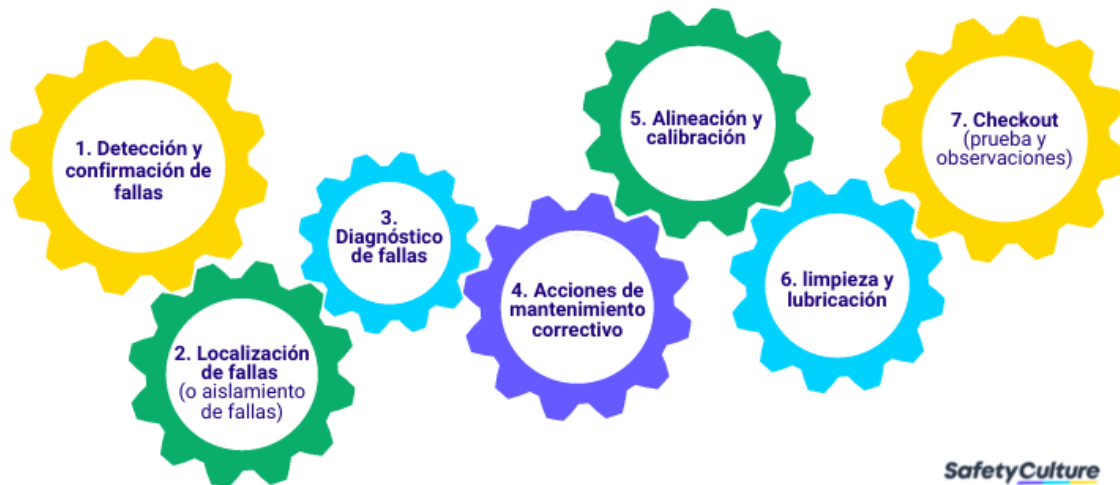 1. Detección y
confirmación de
fallas
2. Localización
de fallas
(o aislamiento
de fallas)
3.
Diagnóstico
de fallas
4. Acciones de
mantenimiento
correctivo
5. Alineación y
calibración
6. limpieza y
lubricación
7. Checkout
(prueba y
observaciones)
SafetyCulture